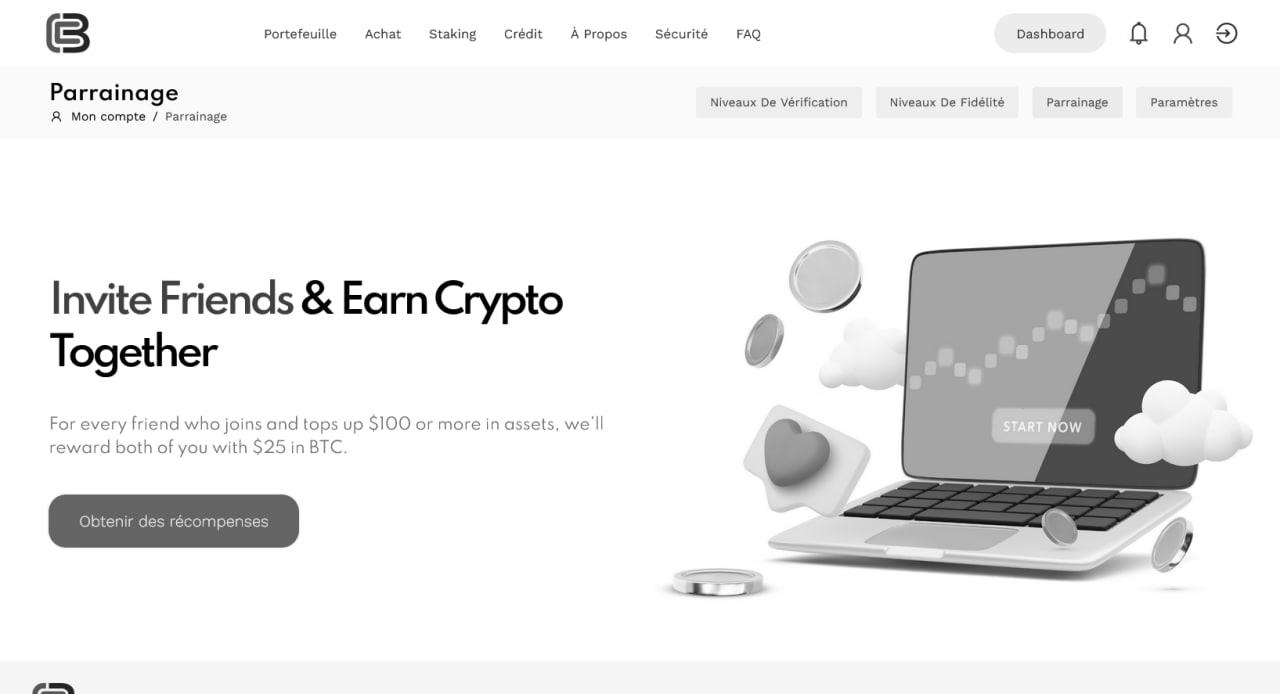 Portefeuille Achat Staking Crédit À Propos Sécurité FAQ Dashboard
Parrainage
Mon compte / Parrainage
Niveaux De Vérification Niveaux De Fidélité Parrainage Paramètres
Invite Friends & Earn Crypto
Together
For every friend who joins and tops up $100 or more in assets, we'll
reward both of you with $25 in BTC.
Obtenir des récompenses
START NOW